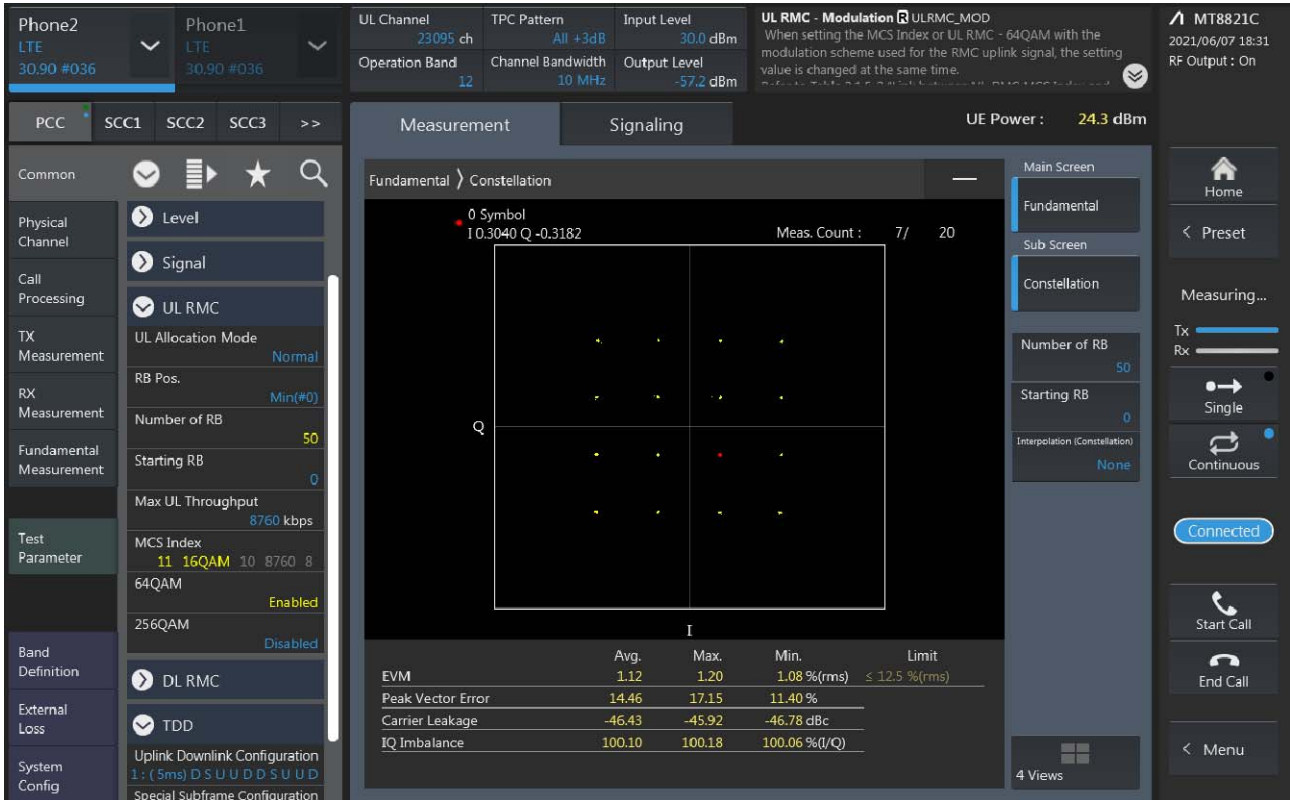 Phone2
LTE
30.90 #036
Phone1
LTE
30.90 #036
UL Channel
23095 ch
TPC Pattern
All +3dB
Input Level
30.0 dBm
Operation Band
12
Channel Bandwidth
10 MHz
Output Level
-57.2 dBm
UL RMC - Modulation R ULRMC_MOD
When setting the MCS Index or UL RMC - 64QAM with the
modulation scheme used for the RMC uplink signal, the setting
value is changed at the same time.
MT8821C
2021/06/07 18:31
RF Output : On
PCC
SCC1
SCC2
SCC3
>>
Measurement
Signaling
UE Power : 24.3 dBm
Common
Physical
Channel
Call
Processing
TX
Measurement
RX
Measurement
Fundamental
Measurement
Test
Parameter
Band
Definition
External
Loss
System
Config
Level
Signal
UL RMC
UL Allocation Mode
Normal
RB Pos.
Min(#0)
Number of RB
50
Starting RB
0
Max UL Throughput
8760 kbps
MCS Index
11 16QAM 10 8760 8
64QAM
Enabled
256QAM
Disabled
DL RMC
TDD
Uplink Downlink Configuration
1 : ( 5ms) D S U U D D S U U D
Special Subframe Configuration
Fundamental > Constellation
0 Symbol
I 0.3040 Q -0.3182
Meas. Count : 7/ 20
Q
I
Avg. Max. Min. Limit
EVM 1.12 1.20 1.08 %(rms) ≤ 12.5 %(rms)
Peak Vector Error 14.46 17.15 11.40 %
Carrier Leakage -46.43 -45.92 -46.78 dBc
IQ Imbalance 100.10 100.18 100.06 %(I/Q)
Main Screen
Fundamental
Sub Screen
Constellation
Number of RB
50
Starting RB
0
Interpolation (Constellation)
None
4 Views
Home
< Preset
Measuring...
Tx
Rx
Single
Continuous
Connected
Start Call
End Call
< Menu